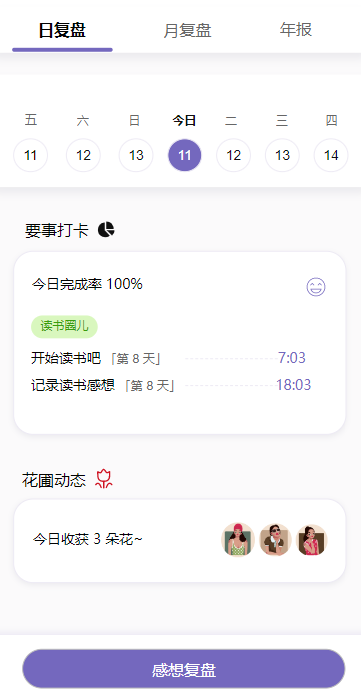 日复盘 月复盘 年报
五 六 日 今日 二 三 四
11 12 13 11 12 13 14
要事打卡
今日完成率 100%
读书圈儿
开始读书吧「第 8 天」 7:03
记录读书感想「第 8 天」 18:03
花圃动态
今日收获 3 朵花~
感想复盘